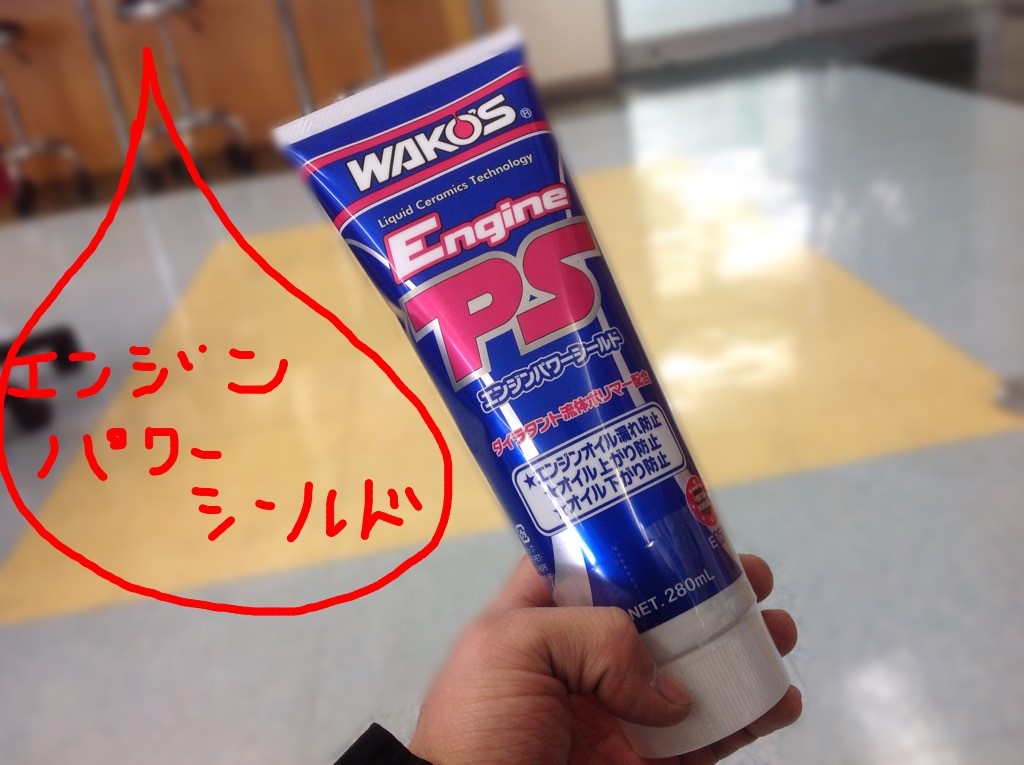 WAKO'S®
Liquid Ceramics Technology
Engine
PS
エンジンパワーシールド
ダイラタント流体ポリマー配合
★エンジンオイル漏れ防止
★オイル上がり防止
★オイル下がり防止
NET. 280mL
エンジン
パワー
シールド